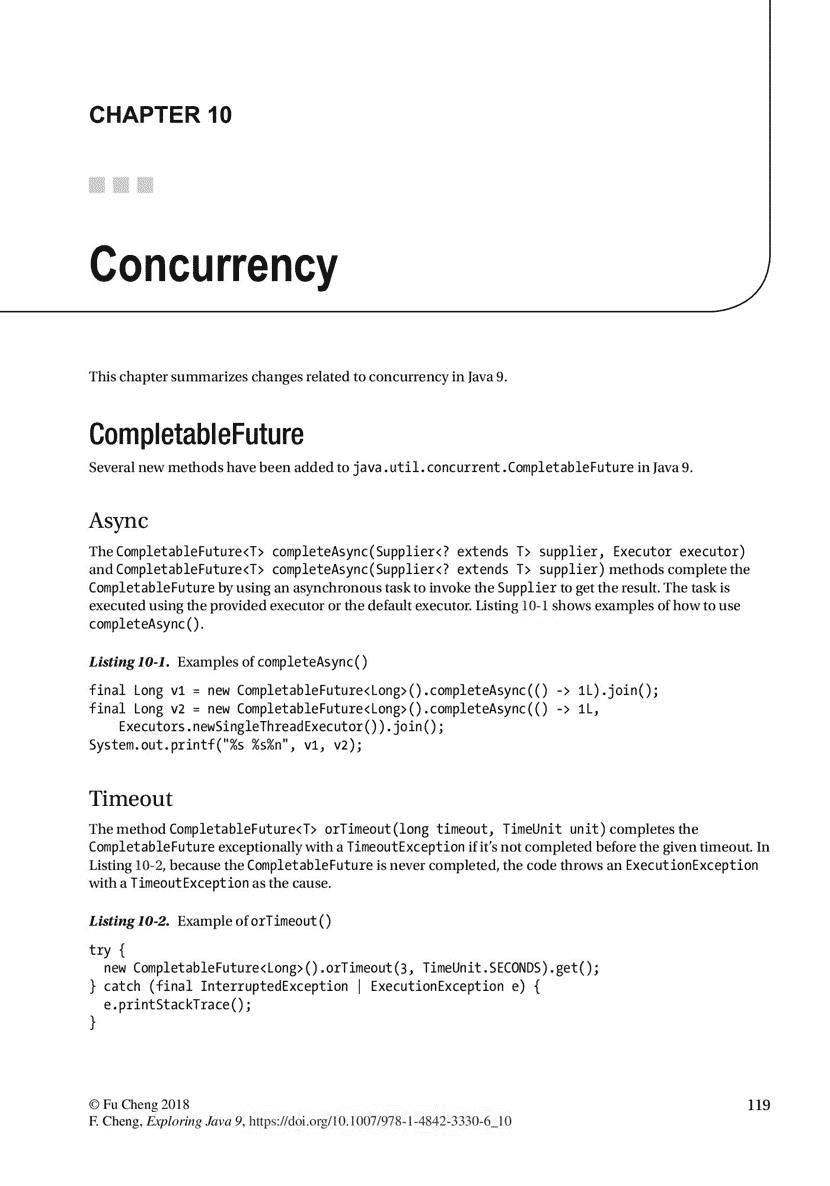 CHAPTER 10
Concurrency
This chapter summarizes changes related to concurrency in Java 9.
CompletableFuture
Several new methods have been added to java.util.concurrent.CompletableFuture in Java 9.
Async
The CompletableFuture<T> completeAsync(Supplier<? extends T> supplier, Executor executor)
and CompletableFuture<T> completeAsync(Supplier<? extends T> supplier) methods complete the
CompletableFuture by using an asynchronous task to invoke the Supplier to get the result. The task is
executed using the provided executor or the default executor. Listing 10-1 shows examples of how to use
completeAsync().
Listing 10-1. Examples of completeAsync()
final Long v1 = new CompletableFuture<Long>().completeAsync(() -> 1L).join();
final Long v2 = new CompletableFuture<Long>().completeAsync(() -> 1L,
    Executors.newSingleThreadExecutor()).join();
System.out.printf("%s %s%n", v1, v2);
Timeout
The method CompletableFuture<T> orTimeout(long timeout, TimeUnit unit) completes the
CompletableFuture exceptionally with a TimeoutException if it's not completed before the given timeout. In
Listing 10-2, because the CompletableFuture is never completed, the code throws an ExecutionException
with a TimeoutException as the cause.
Listing 10-2. Example of orTimeout()
try {
  new CompletableFuture<Long>().orTimeout(3, TimeUnit.SECONDS).get();
} catch (final InterruptedException | ExecutionException e) {
  e.printStackTrace();
}
© Fu Cheng 2018
119
F. Cheng, Exploring Java 9, https://doi.org/10.1007/978-1-4842-3330-6_10